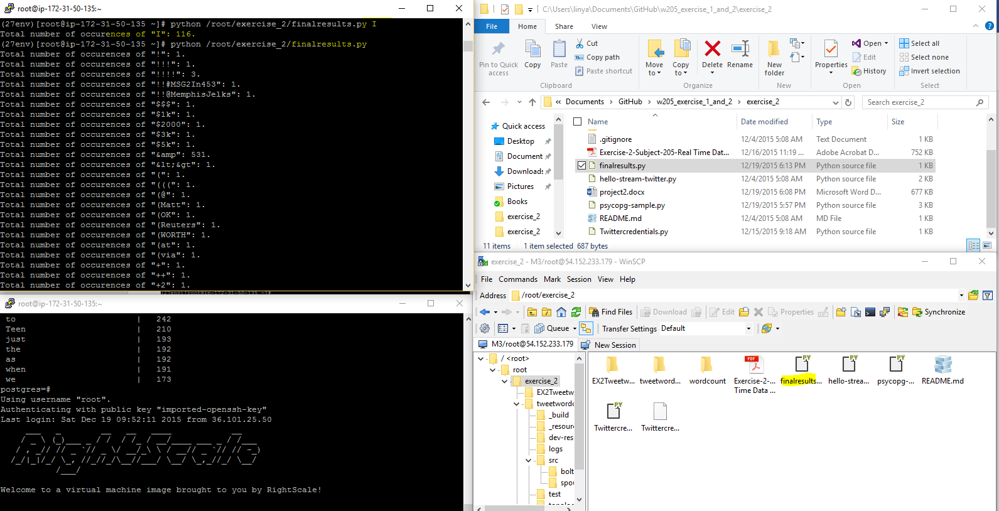 root@ip-172-31-50-135:~
(27env)[root@ip-172-31-50-135 ~]# python /root/exercise_2/finalresults.py I
Total number of occurences of "I": 116.
(27env)[root@ip-172-31-50-135 ~]# python /root/exercise_2/finalresults.py
Total number of occurences of "!": 1.
Total number of occurences of "!!!": 1.
Total number of occurences of "!!!!": 3.
Total number of occurences of "!!#MSG2In453": 1.
Total number of occurences of "!!@MemphisJelks": 1.
Total number of occurences of "$$$": 1.
Total number of occurences of "$1k": 1.
Total number of occurences of "$2000": 1.
Total number of occurences of "$3k": 1.
Total number of occurences of "$5k": 1.
Total number of occurences of "&amp": 531.
Total number of occurences of "&lt;&gt": 1.
Total number of occurences of "(": 1.
Total number of occurences of "(((": 1.
Total number of occurences of "(@": 1.
Total number of occurences of "(Matt": 1.
Total number of occurences of "(OK": 1.
Total number of occurences of "(Reuters": 1.
Total number of occurences of "(WORTH": 1.
Total number of occurences of "(at": 1.
Total number of occurences of "(via": 1.
Total number of occurences of "+": 1.
Total number of occurences of "++": 1.
Total number of occurences of "+2": 1.
(27env)[root@ip-172-31-50-135 ~]#
root@ip-172-31-50-135:~
to | 242
Teen | 210
just | 193
the | 192
as | 192
when | 191
we | 173
postgres=#
Using username "root".
Authenticating with public key "imported-openssh-key"
Last login: Sat Dec 19 09:52:11 2015 from 36.101.25.50
RightScale
Welcome to a virtual machine image brought to you by RightScale!
C:\Users\linya\Documents\GitHub\w205_exercise_1_and_2\exercise_2
File Home Share View
Pin to Quick access
Copy
Paste
Cut
Copy path
Paste shortcut
Clipboard
Move to
Copy to
Delete
Rename
Organize
New folder
New
Properties
Open
Edit
History
Open
Select all
Select none
Invert selection
Select
« Documents > GitHub > w205_exercise_1_and_2 > exercise_2
Search exercise_2
Quick access
Desktop
Document
Downloads
Pictures
Books
exercise_2
exercise_2
Name Date modified Type Size
.gitignore 12/4/2015 5:08 AM Text Document 1 KB
Exercise-2-Subject-205-Real Time Dat... 12/16/2015 11:19 ... Adobe Acrobat D... 752 KB
finalresults.py 12/19/2015 6:13 PM Python source file 1 KB
hello-stream-twitter.py 12/4/2015 5:08 AM Python source file 2 KB
project2.docx 12/19/2015 6:08 PM Microsoft Word D... 677 KB
psycopg-sample.py 12/19/2015 5:57 PM Python source file 3 KB
README.md 12/4/2015 5:08 AM MD File 1 KB
Twittercredentials.py 12/15/2015 9:18 AM Python source file 1 KB
11 items 1 item selected 687 bytes
exercise_2 - M3/root@54.152.233.179 - WinSCP
File Commands Mark Session View Help
Address /root/exercise_2
Find Files Download Edit Properties Synchronize
Queue Transfer Settings Default
M3/root@54.152.233.179 New Session
/ <root>
root
exercise_2
EX2Tweetw
tweetwordc
_build
_resour
dev-res
logs
src
bolt
spou
test
EX2Tweetw... tweetword... wordcount Exercise-2-... Time Data ... finalresults... hello-strea... psycopg-... README.md
Twittercre... Twittercre...